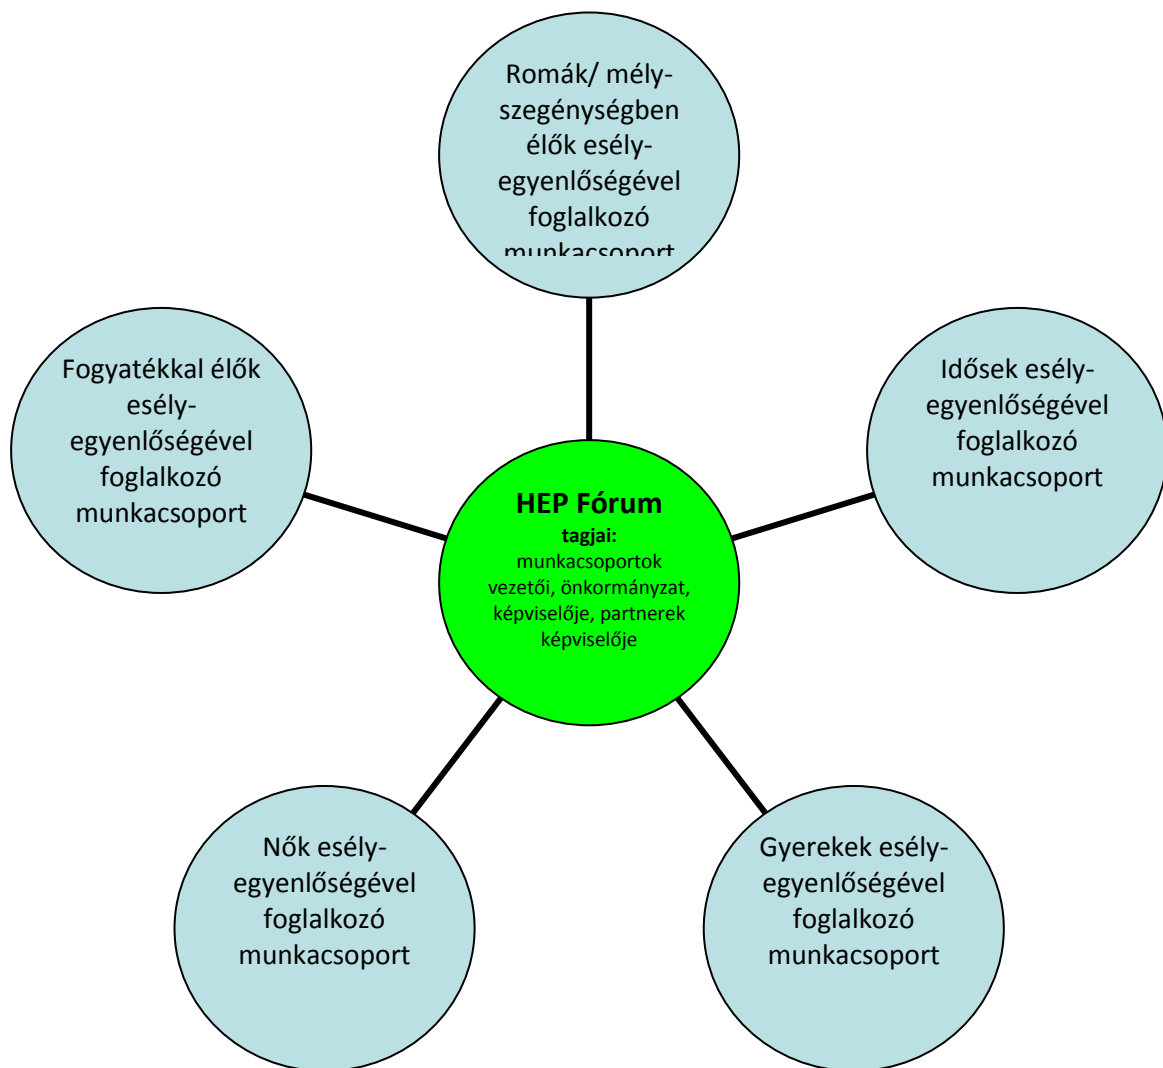 Romák/ mély-
szegénységben
élők esély-
egyenlőségével
foglalkozó
munkacsoport
Fogyatékkal élők
esély-
egyenlőségével
foglalkozó
munkacsoport
Idősek esély-
egyenlőségével
foglalkozó
munkacsoport
HEP Fórum
tagjai:
munkacsoportok
vezetői, önkormányzat,
képviselője, partnerek
képviselője
Nők esély-
egyenlőségével
foglalkozó
munkacsoport
Gyerekek esély-
egyenlőségével
foglalkozó
munkacsoport